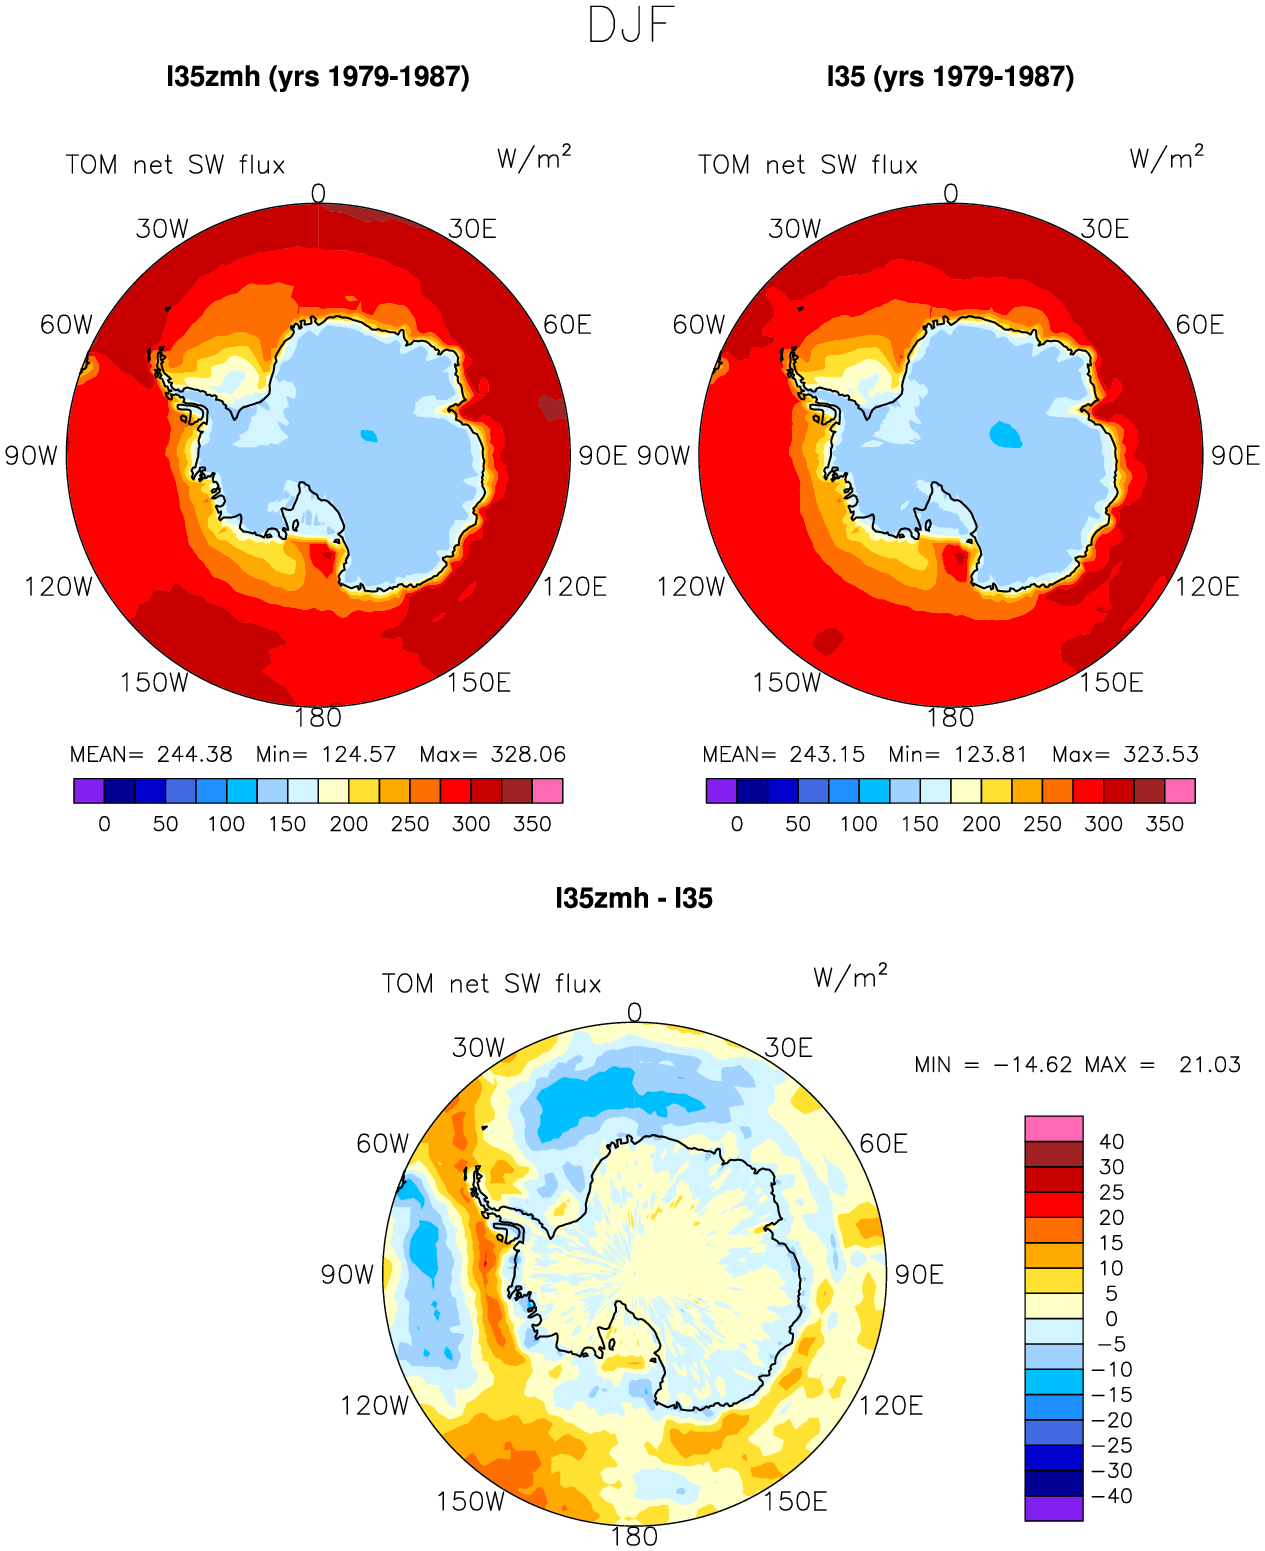 DJF
I35zmh (yrs 1979-1987)
I35 (yrs 1979-1987)
TOM net SW flux
W/m²
TOM net SW flux
W/m²
0
30W
30E
60W
60E
90W
90E
120W
120E
150W
150E
180
0
30W
30E
60W
60E
90W
90E
120W
120E
150W
150E
180
MEAN= 244.38 Min= 124.57 Max= 328.06
0 50 100 150 200 250 300 350
MEAN= 243.15 Min= 123.81 Max= 323.53
0 50 100 150 200 250 300 350
I35zmh - I35
TOM net SW flux
W/m²
0
30W
30E
60W
60E
90W
90E
120W
120E
150W
150E
180
MIN = −14.62 MAX = 21.03
40
30
25
20
15
10
5
0
−5
−10
−15
−20
−25
−30
−40